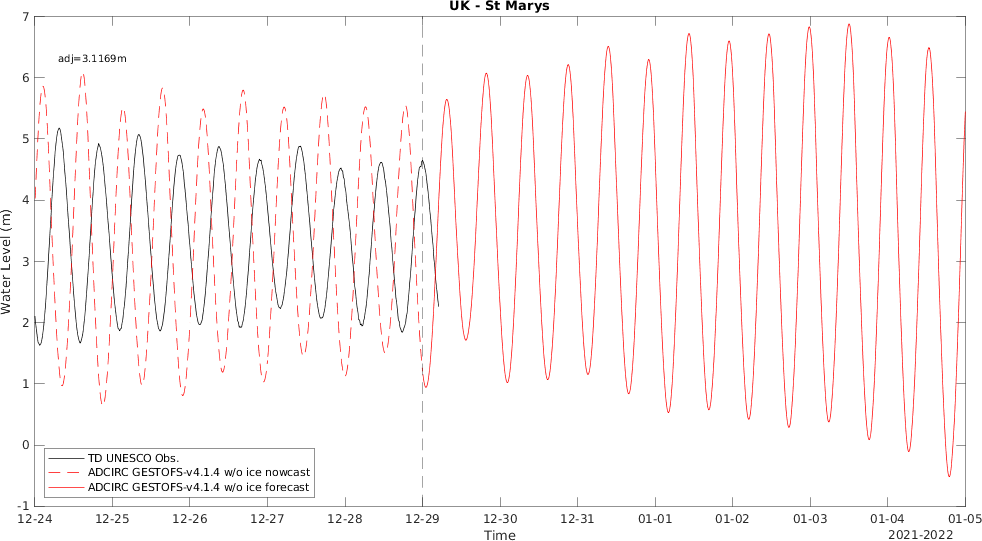 UK - St Marys
adj=3.1169m
Water Level (m)
7
6
5
4
3
2
1
0
-1
TD UNESCO Obs.
ADCIRC GESTOFS-v4.1.4 w/o ice nowcast
ADCIRC GESTOFS-v4.1.4 w/o ice forecast
12-24 12-25 12-26 12-27 12-28 12-29 12-30 12-31 01-01 01-02 01-03 01-04 01-05
Time
2021-2022